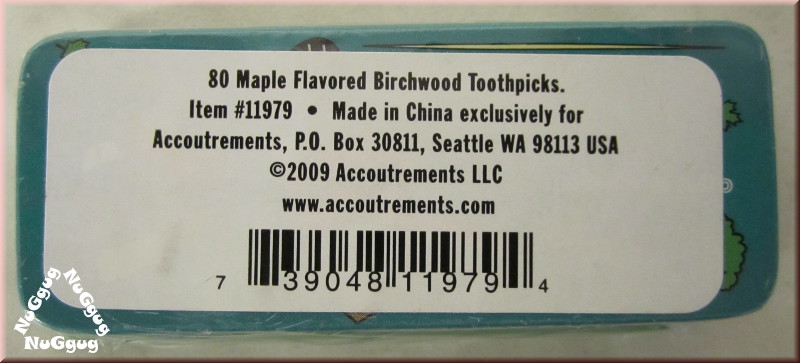 80 Maple Flavored Birchwood Toothpicks.
Item #11979 • Made in China exclusively for
Accoutrements, P.O. Box 30811, Seattle WA 98113 USA
©2009 Accoutrements LLC
www.accoutrements.com
7 39048 11979 4
NuGgug
NuGgug
NuGgug